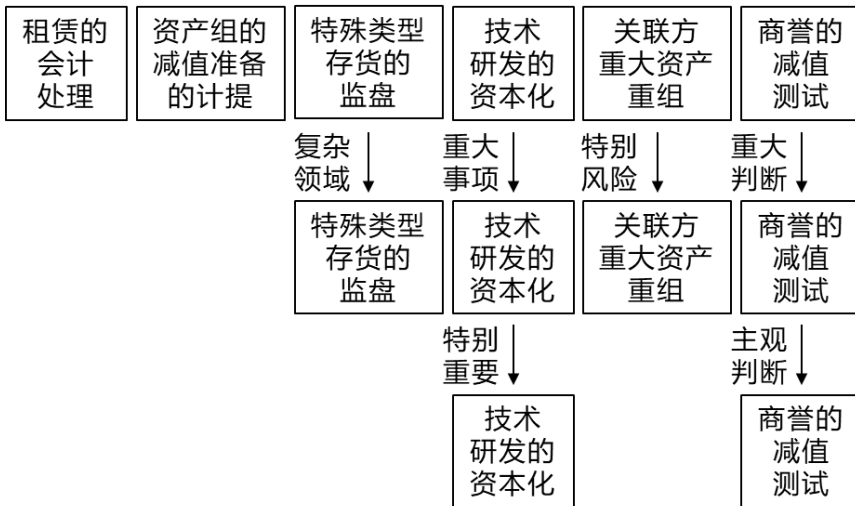 租赁的
会计
处理
资产组的
减值准备
的计提
特殊类型
存货的
监盘
技术
研发的
资本化
关联方
重大资产
重组
商誉的
减值
测试
复杂
领域
重大
事项
特别
风险
重大
判断
特殊类型
存货的
监盘
技术
研发的
资本化
关联方
重大资产
重组
商誉的
减值
测试
特别
重要
主观
判断
技术
研发的
资本化
商誉的
减值
测试